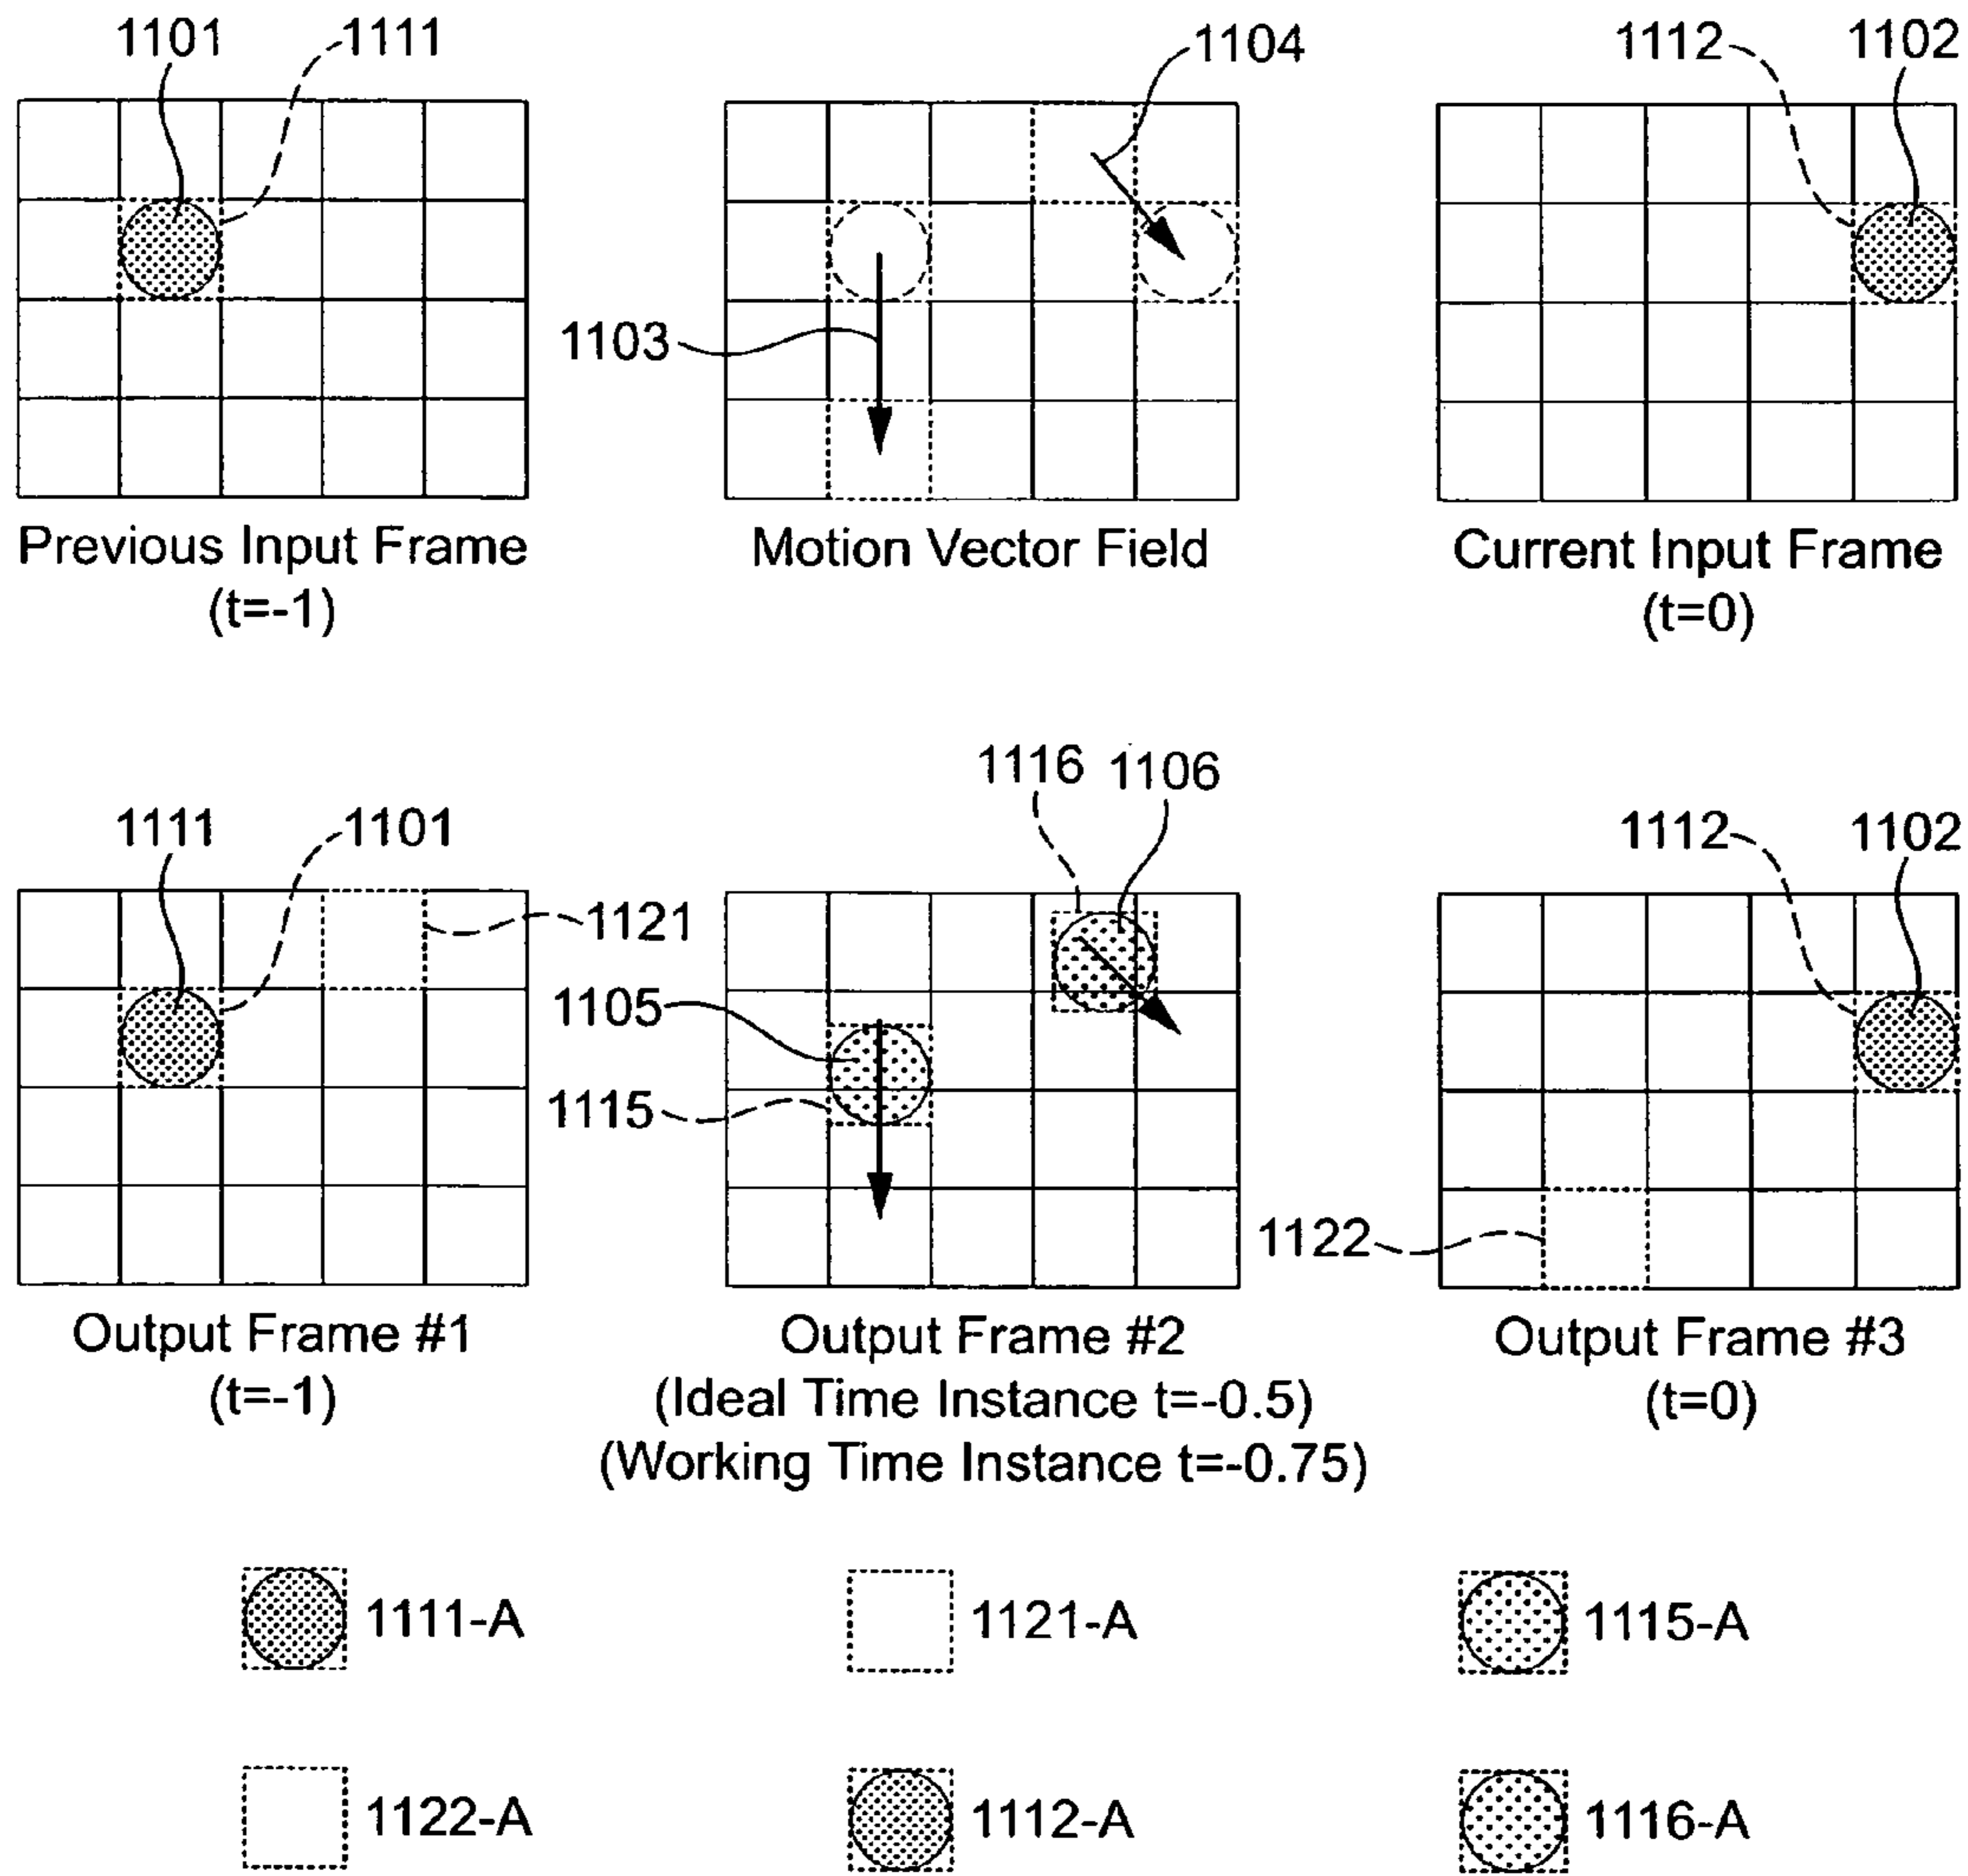 1101
1111
1104
1112
1102
1103
Previous Input Frame
(t=-1)
Motion Vector Field
Current Input Frame
(t=0)
1116
1106
1111
1101
1112
1102
1121
1105
1115
1122
Output Frame #1
(t=-1)
Output Frame #2
(Ideal Time Instance t=-0.5)
(Working Time Instance t=-0.75)
Output Frame #3
(t=0)
1111-A
1121-A
1115-A
1122-A
1112-A
1116-A